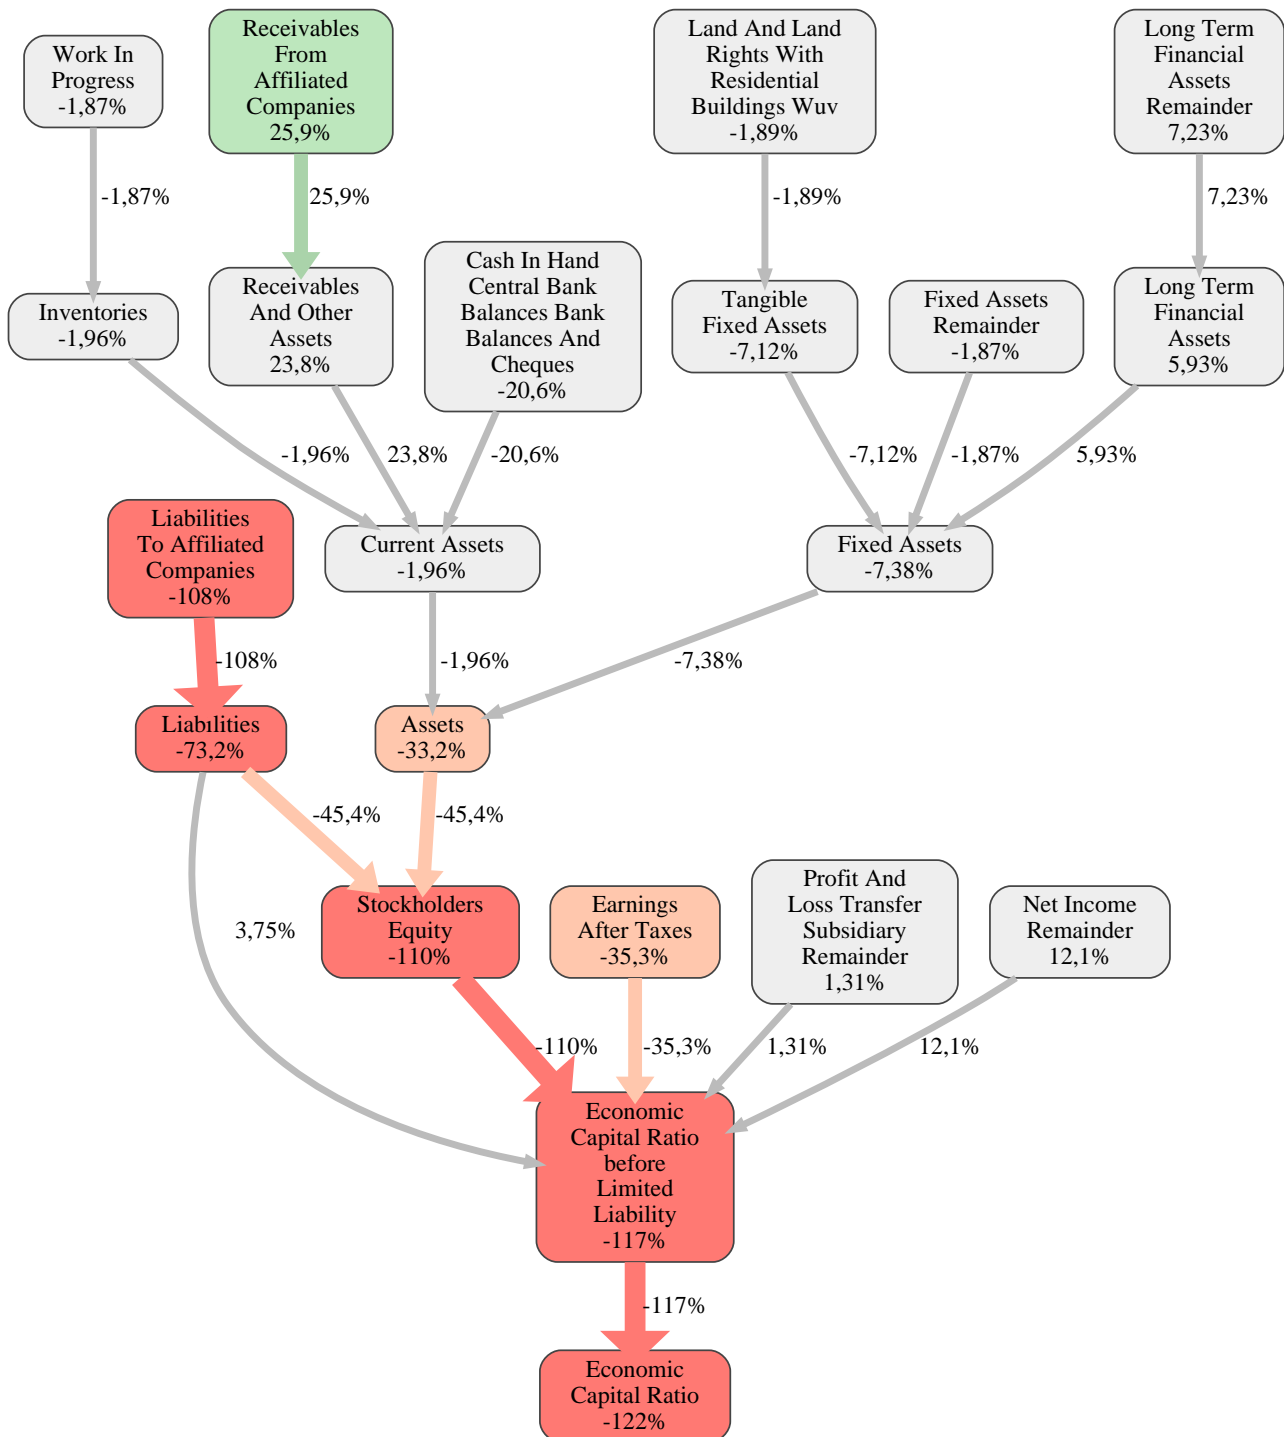 Work In
Progress
-1,87%
Receivables
From
Affiliated
Companies
25,9%
Land And Land
Rights With
Residential
Buildings Wuv
-1,89%
Long Term
Financial
Assets
Remainder
7,23%
-1,87%
25,9%
-1,89%
7,23%
Inventories
-1,96%
Receivables
And Other
Assets
23,8%
Cash In Hand
Central Bank
Balances Bank
Balances And
Cheques
-20,6%
Tangible
Fixed Assets
-7,12%
Fixed Assets
Remainder
-1,87%
Long Term
Financial
Assets
5,93%
-1,96%
23,8%
-20,6%
-7,12%
-1,87%
5,93%
Liabilities
To Affiliated
Companies
-108%
Current Assets
-1,96%
Fixed Assets
-7,38%
-108%
-1,96%
-7,38%
Liabilities
-73,2%
Assets
-33,2%
-45,4%
-45,4%
3,75%
Stockholders
Equity
-110%
Earnings
After Taxes
-35,3%
Profit And
Loss Transfer
Subsidiary
Remainder
1,31%
Net Income
Remainder
12,1%
-110%
-35,3%
1,31%
12,1%
Economic
Capital Ratio
before
Limited
Liability
-117%
-117%
Economic
Capital Ratio
-122%